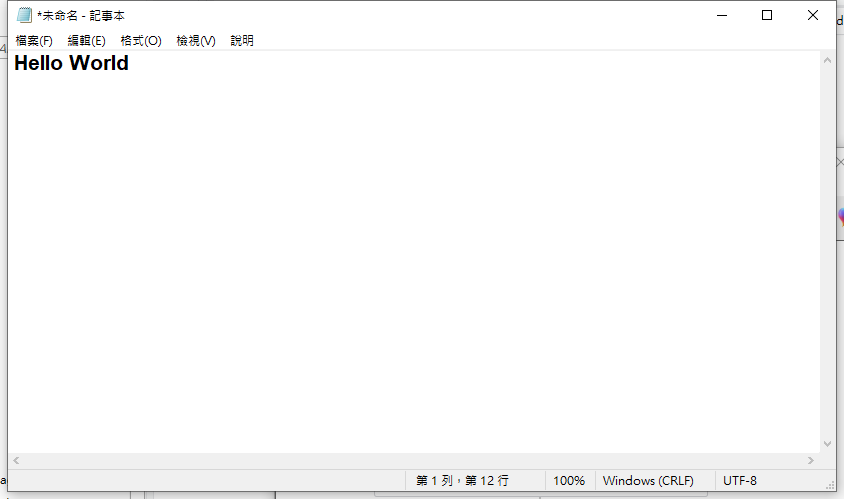 *未命名 - 記事本
檔案(F) 編輯(E) 格式(O) 檢視(V) 說明
Hello World
第 1 列，第 12 行 100% Windows (CRLF) UTF-8